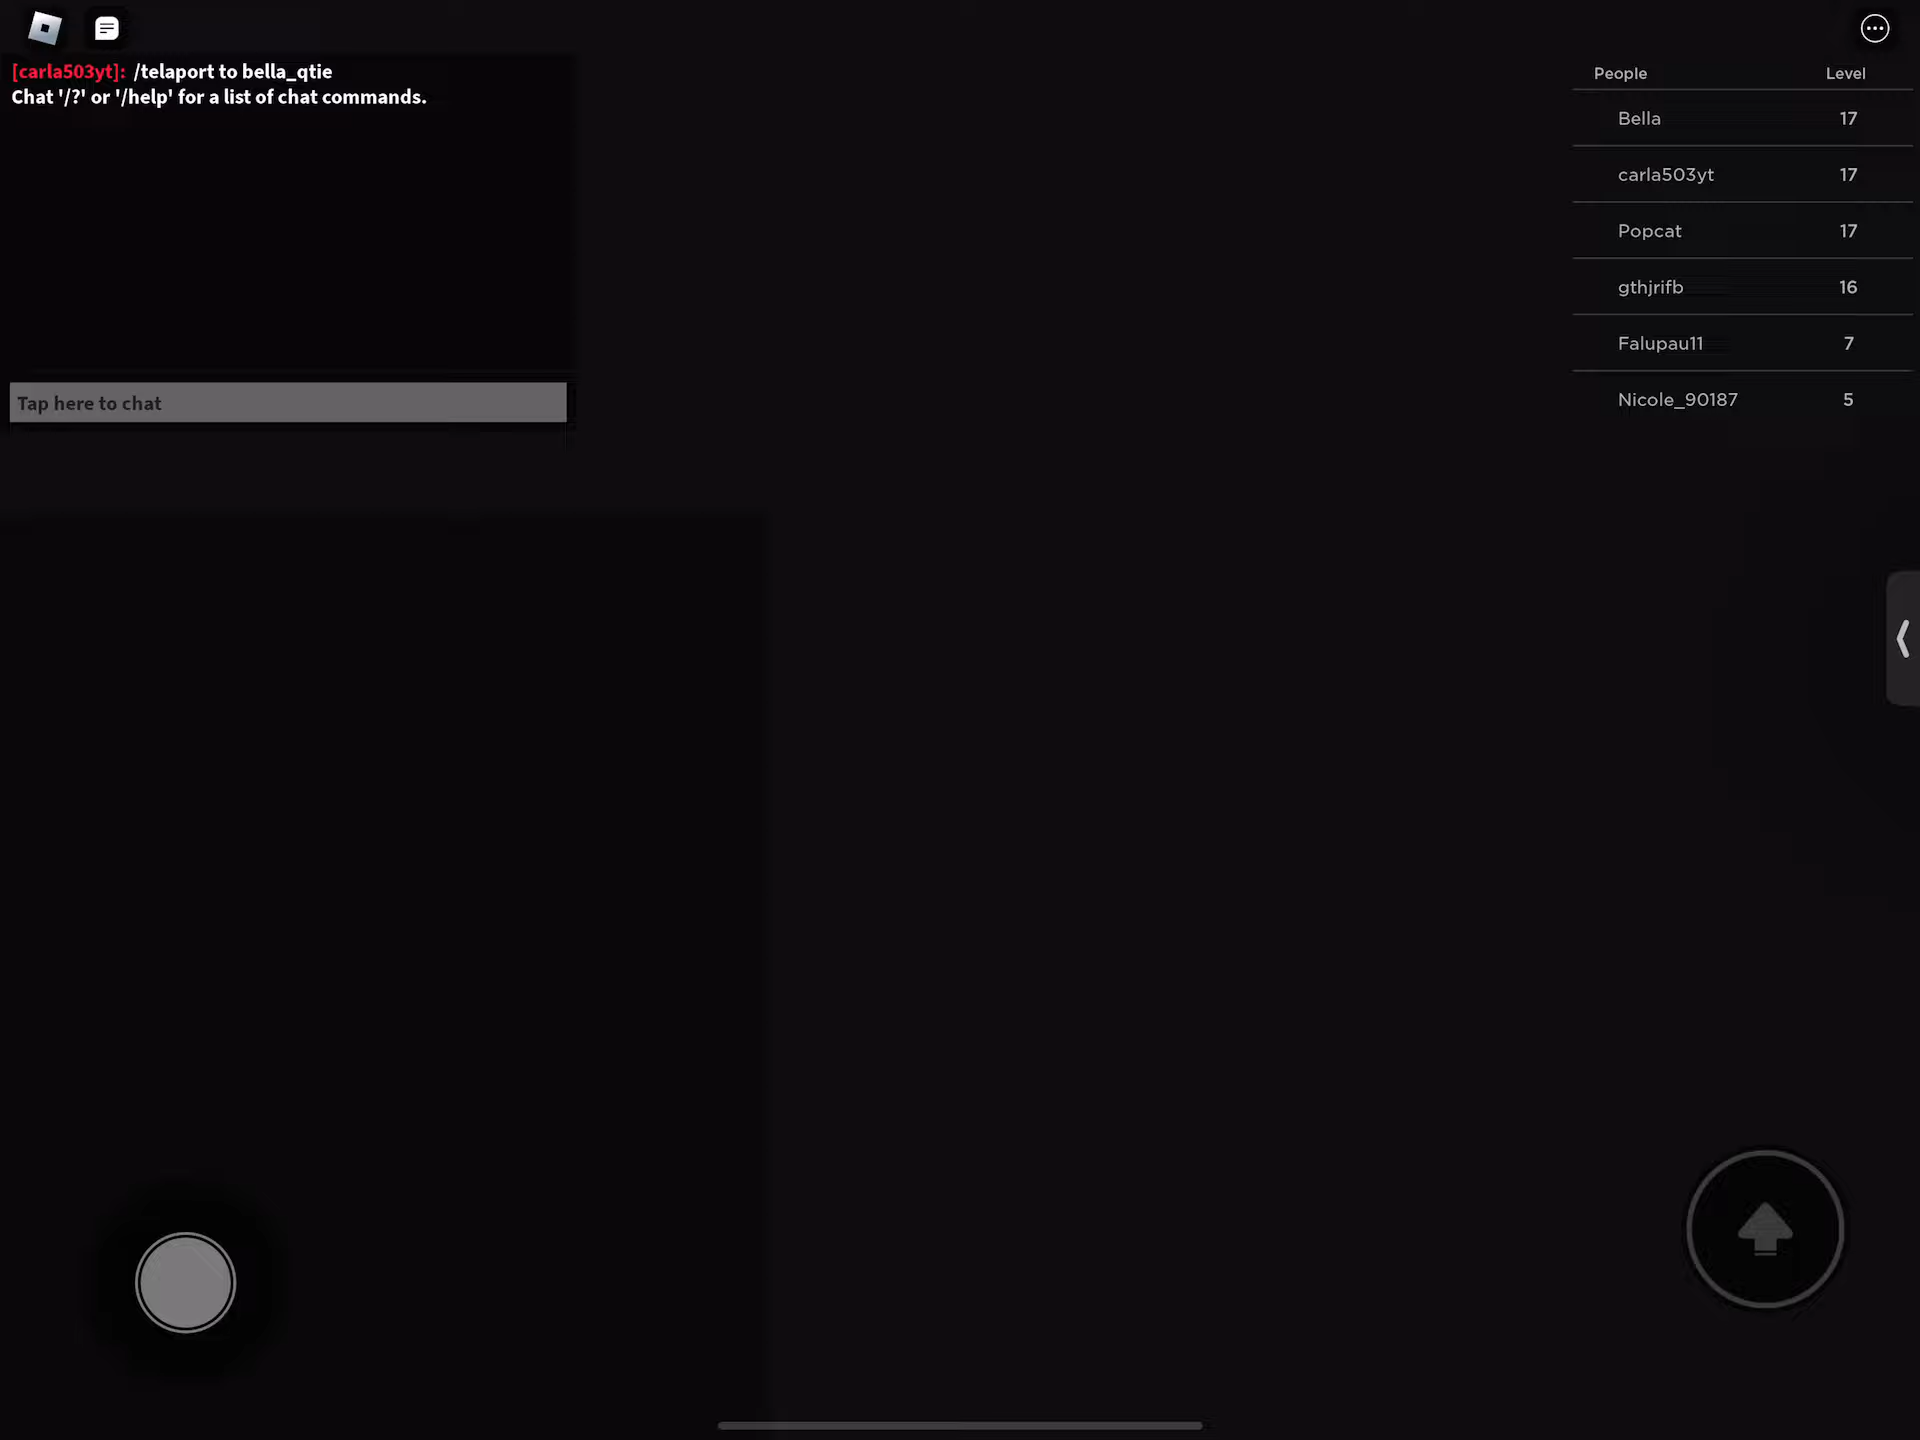 [carla503yt]: /telaport to bella_qtie
Chat '/?' or '/help' for a list of chat commands.
Tap here to chat
People Level
Bella 17
carla503yt 17
Popcat 17
gthjrifb 16
Falupau11 7
Nicole_90187 5